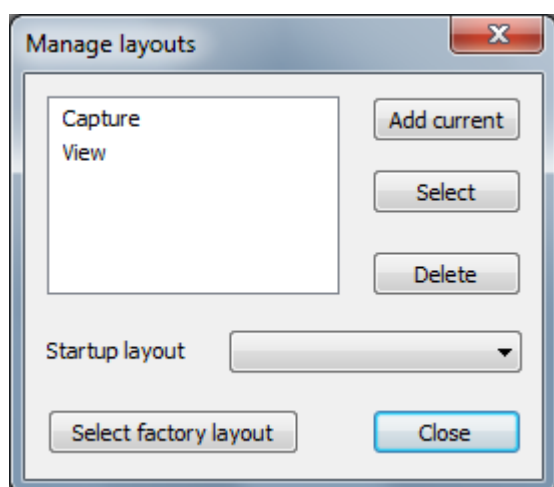 Manage layouts
Capture
View
Add current
Select
Delete
Startup layout
Select factory layout
Close